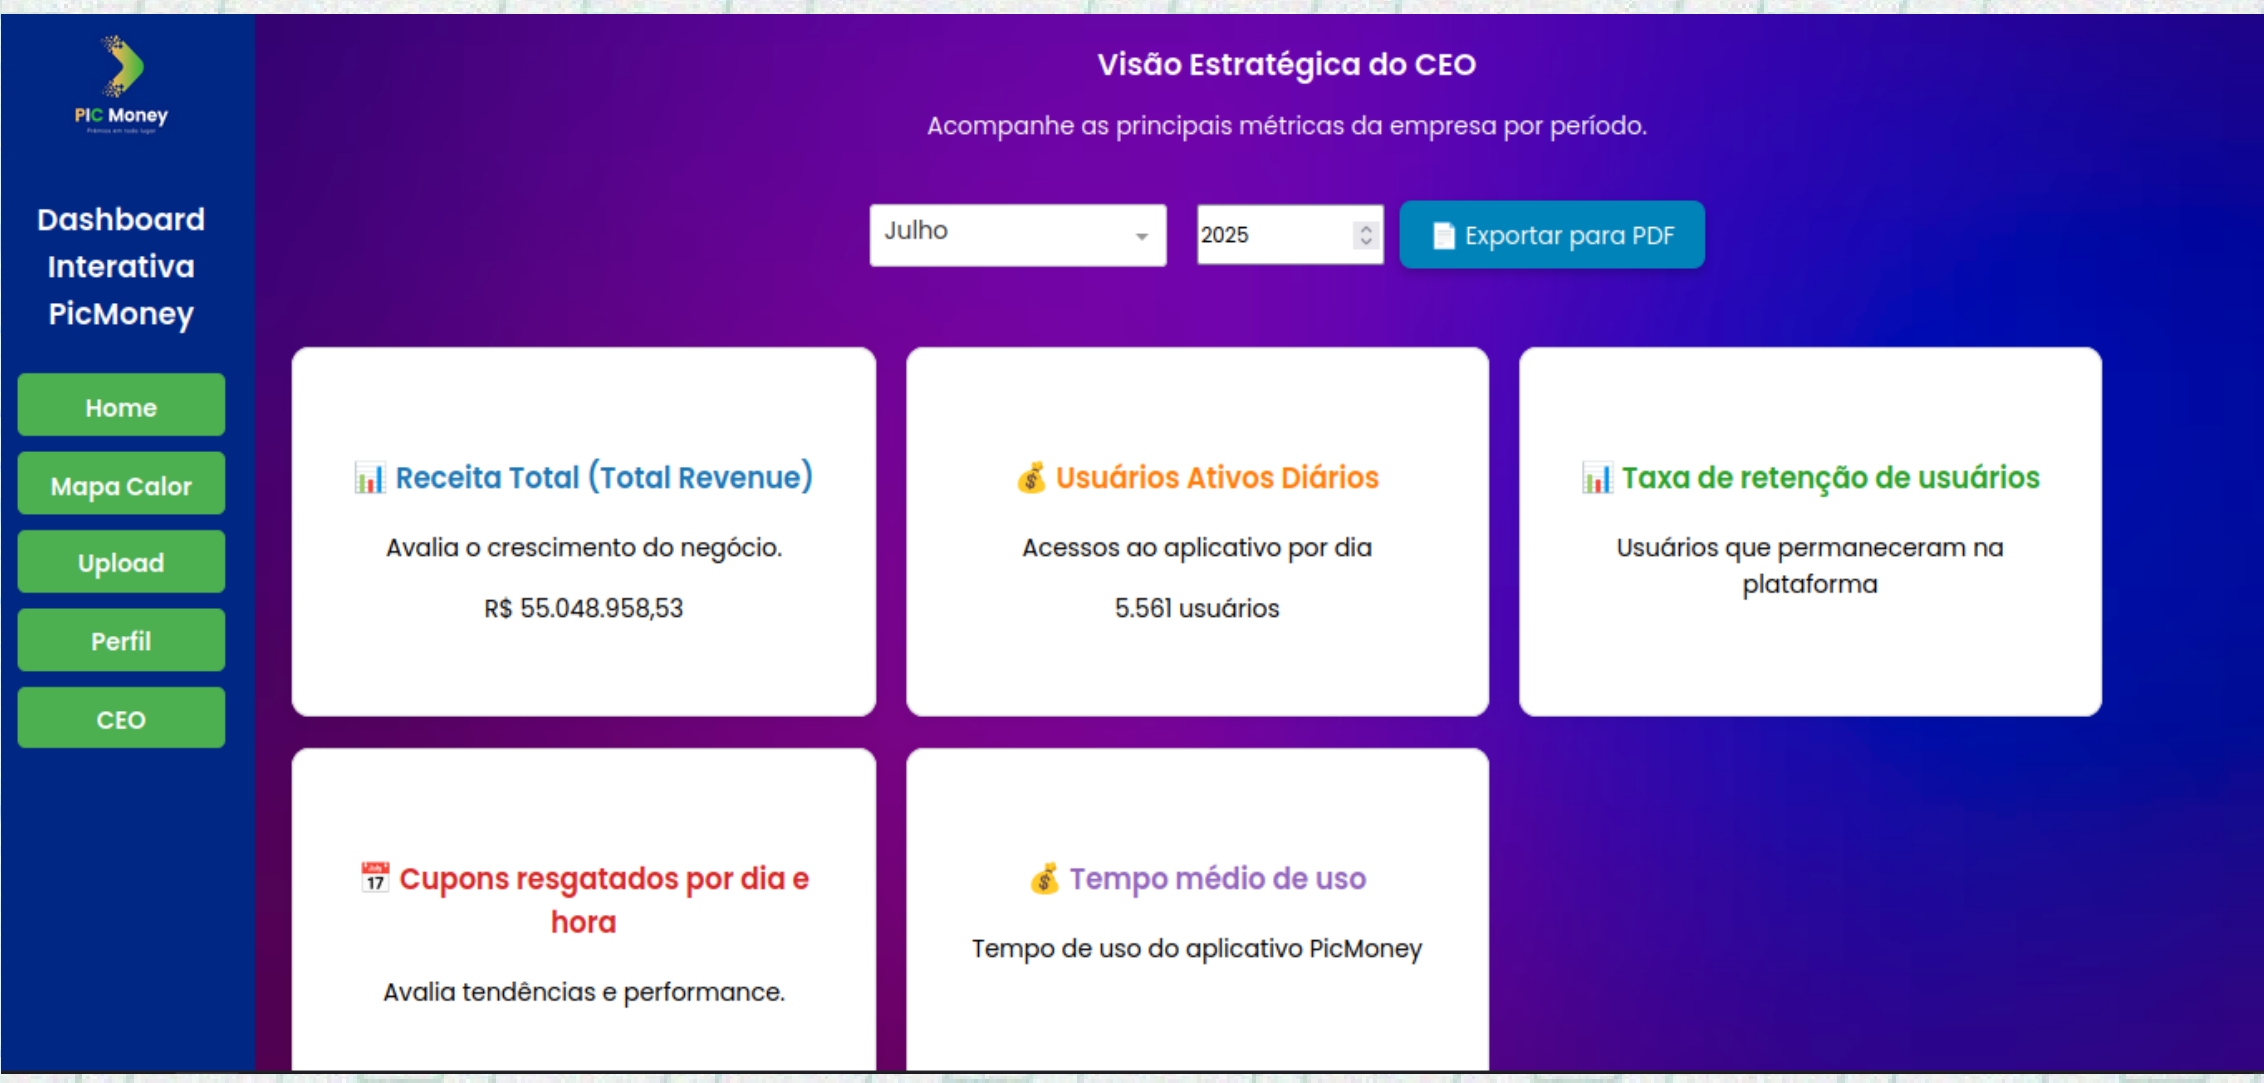 PIC Money
Prêmios em todo lugar
Dashboard
Interativa
PicMoney
Home
Mapa Calor
Upload
Perfil
CEO
Visão Estratégica do CEO
Acompanhe as principais métricas da empresa por período.
Julho
2025
Exportar para PDF
Receita Total (Total Revenue)
Avalia o crescimento do negócio.
R$ 55.048.958,53
Usuários Ativos Diários
Acessos ao aplicativo por dia
5.561 usuários
Taxa de retenção de usuários
Usuários que permaneceram na
plataforma
Cupons resgatados por dia e
hora
Avalia tendências e performance.
Tempo médio de uso
Tempo de uso do aplicativo PicMoney